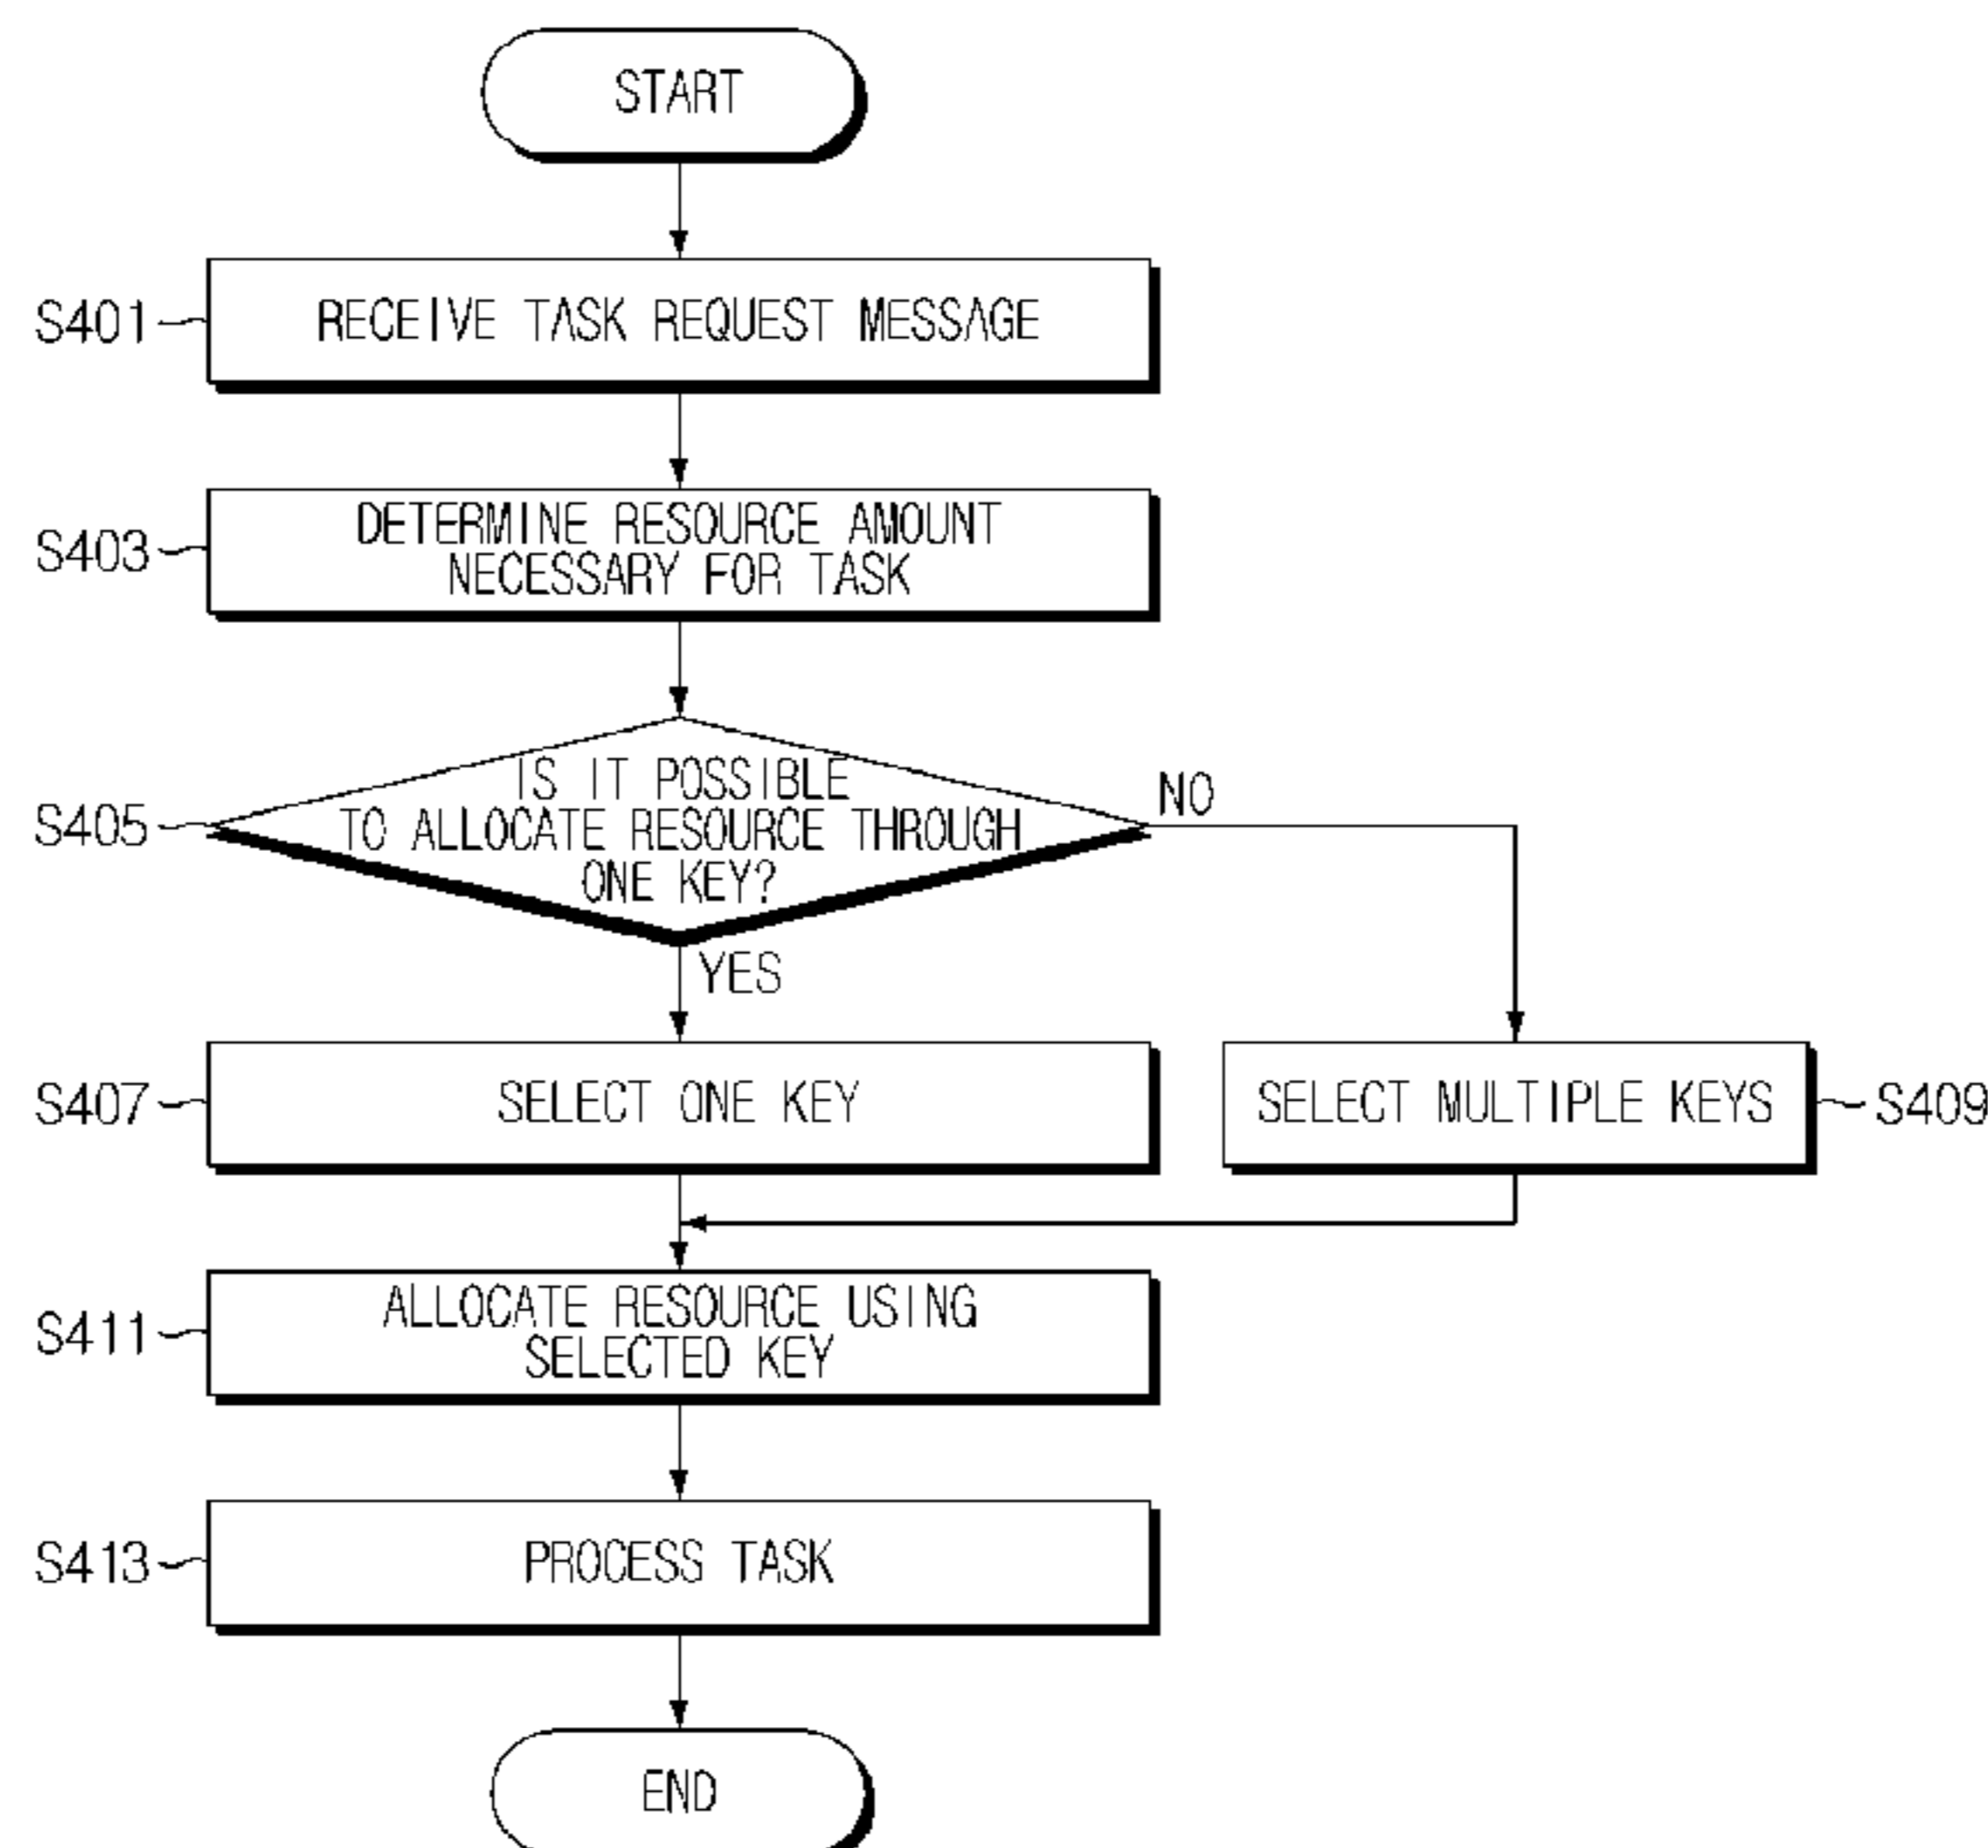 START
S401
RECEIVE TASK REQUEST MESSAGE
S403
DETERMINE RESOURCE AMOUNT
NECESSARY FOR TASK
S405
IS IT POSSIBLE
TO ALLOCATE RESOURCE THROUGH
ONE KEY?
NO
YES
S407
SELECT ONE KEY
SELECT MULTIPLE KEYS
S409
S411
ALLOCATE RESOURCE USING
SELECTED KEY
S413
PROCESS TASK
END